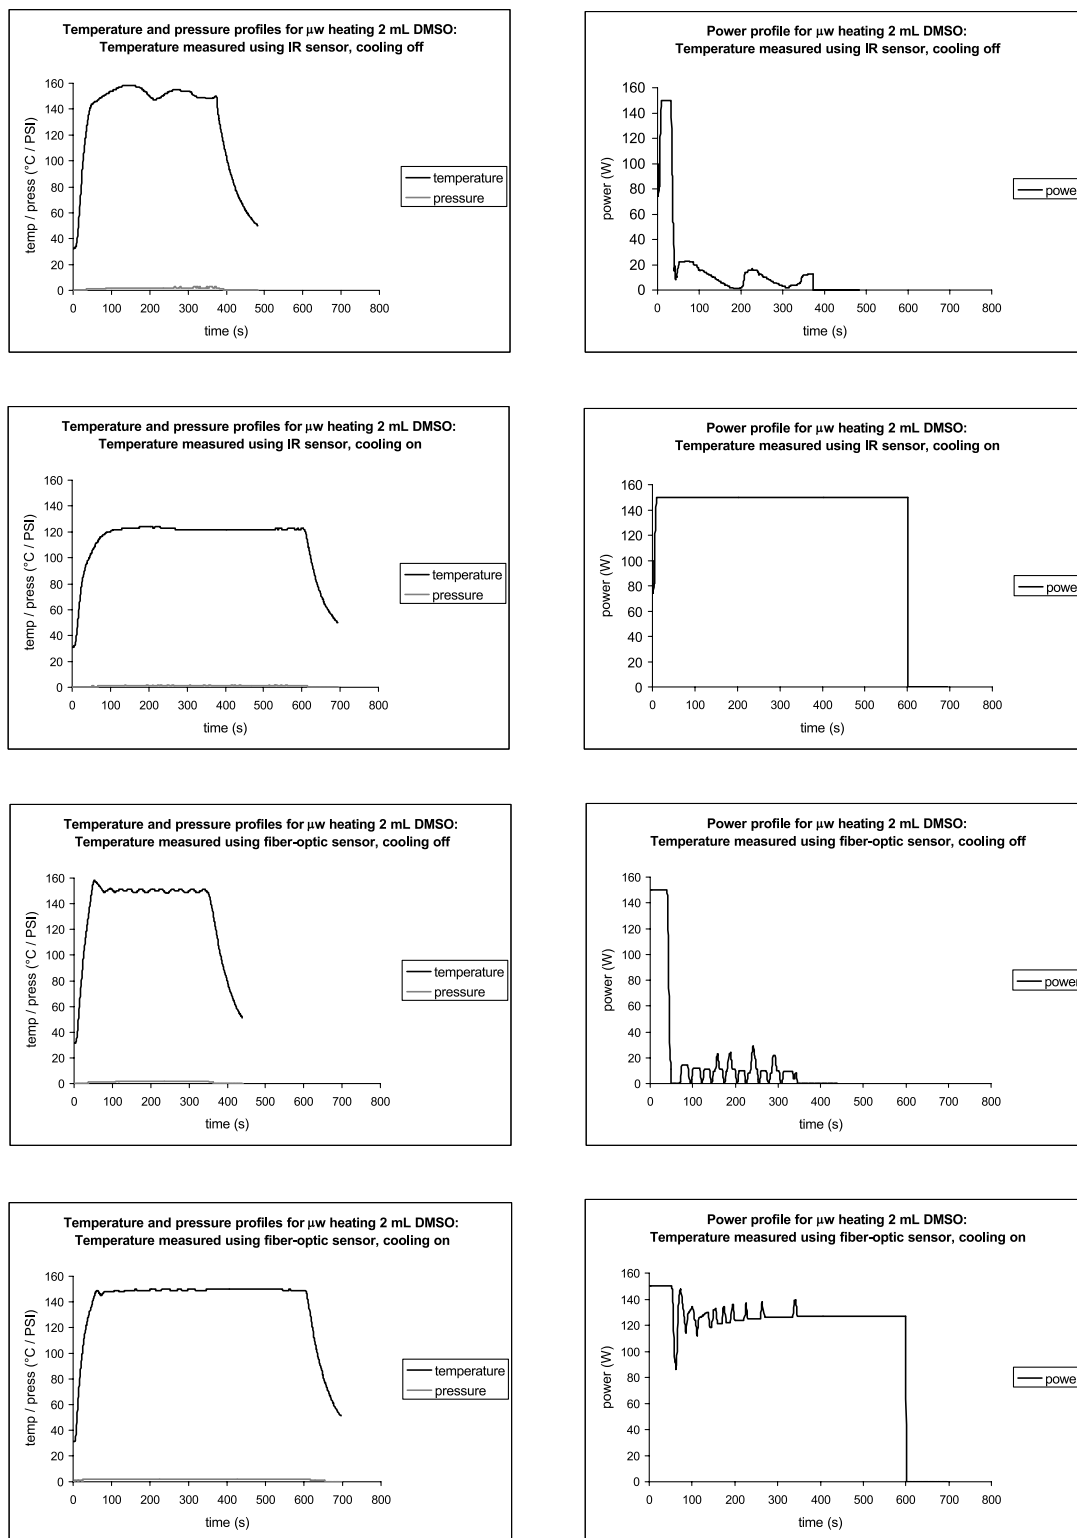 Temperature and pressure profiles for μw heating 2 mL DMSO:
Temperature measured using IR sensor, cooling off
160
140
120
100
80
60
40
20
0
temp / press (°C / PSI)
0 100 200 300 400 500 600 700 800
time (s)
temperature
pressure
Power profile for μw heating 2 mL DMSO:
Temperature measured using IR sensor, cooling off
160
140
120
100
80
60
40
20
0
power (W)
0 100 200 300 400 500 600 700 800
time (s)
power
Temperature and pressure profiles for μw heating 2 mL DMSO:
Temperature measured using IR sensor, cooling on
160
140
120
100
80
60
40
20
0
temp / press (°C / PSI)
0 100 200 300 400 500 600 700 800
time (s)
temperature
pressure
Power profile for μw heating 2 mL DMSO:
Temperature measured using IR sensor, cooling on
160
140
120
100
80
60
40
20
0
power (W)
0 100 200 300 400 500 600 700 800
time (s)
power
Temperature and pressure profiles for μw heating 2 mL DMSO:
Temperature measured using fiber-optic sensor, cooling off
160
140
120
100
80
60
40
20
0
temp / press (°C / PSI)
0 100 200 300 400 500 600 700 800
time (s)
temperature
pressure
Power profile for μw heating 2 mL DMSO:
Temperature measured using fiber-optic sensor, cooling off
160
140
120
100
80
60
40
20
0
power (W)
0 100 200 300 400 500 600 700 800
time (s)
power
Temperature and pressure profiles for μw heating 2 mL DMSO:
Temperature measured using fiber-optic sensor, cooling on
160
140
120
100
80
60
40
20
0
temp / press (°C / PSI)
0 100 200 300 400 500 600 700 800
time (s)
temperature
pressure
Power profile for μw heating 2 mL DMSO:
Temperature measured using fiber-optic sensor, cooling on
160
140
120
100
80
60
40
20
0
power (W)
0 100 200 300 400 500 600 700 800
time (s)
power